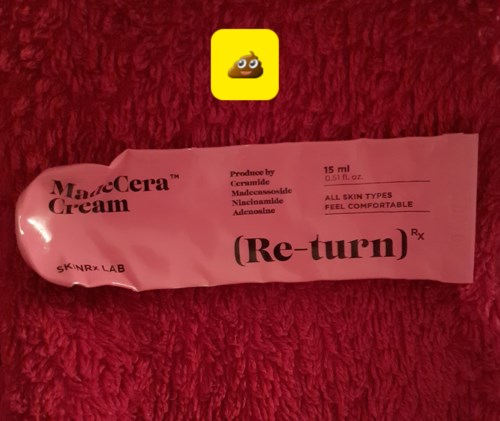 MadeCera™
Cream
SKINRx LAB
Produce by
Ceramide
Madecassoside
Niacinamide
Adenosine
15 ml
0.51 fl. oz.
ALL SKIN TYPES
FEEL COMFORTABLE
(Re-turn)Rx